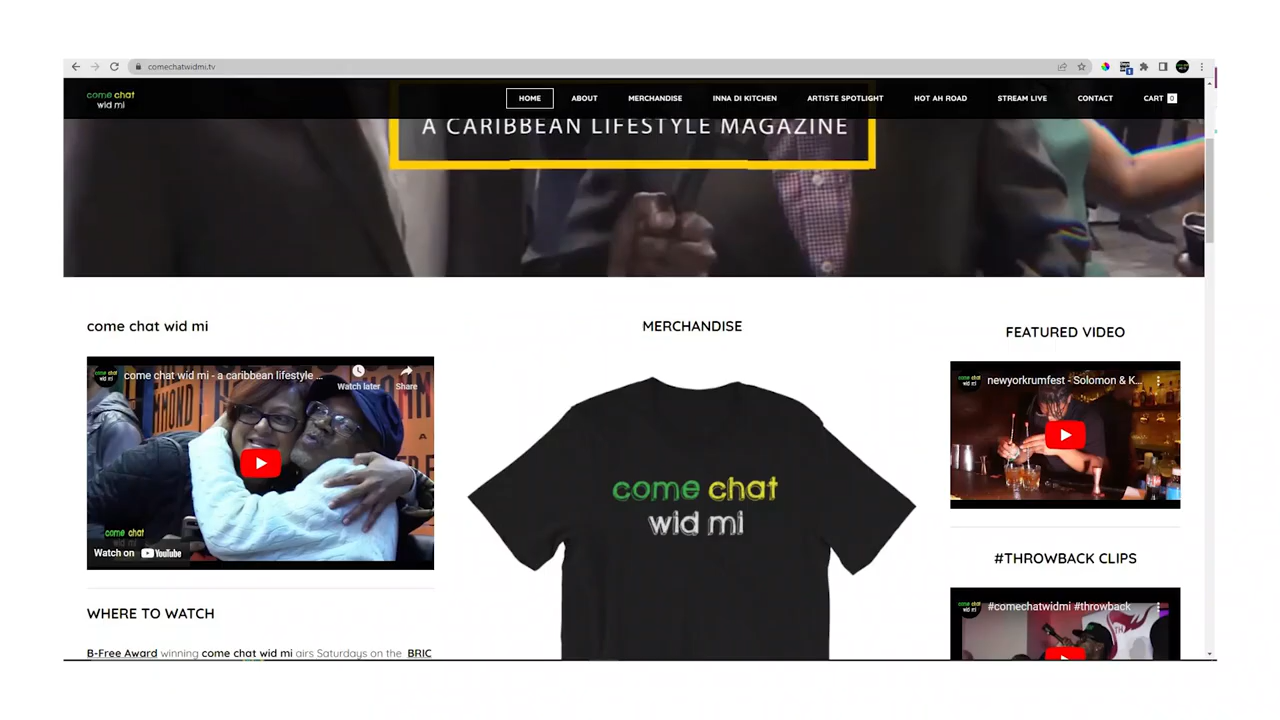 comechatwidmi.tv
come chat
wid mi
HOME
ABOUT
MERCHANDISE
INNA DI KITCHEN
ARTISTE SPOTLIGHT
HOT AH ROAD
STREAM LIVE
CONTACT
CART 0
A CARIBBEAN LIFESTYLE MAGAZINE
come chat wid mi
come chat wid mi - a caribbean lifestyle ...
Watch later
Share
come chat
wid mi
Watch on YouTube
WHERE TO WATCH
B-Free Award winning come chat wid mi airs Saturdays on the BRIC
MERCHANDISE
come chat
wid mi
FEATURED VIDEO
newyorkrumfest - Solomon & K...
#THROWBACK CLIPS
#comechatwidmi #throwback